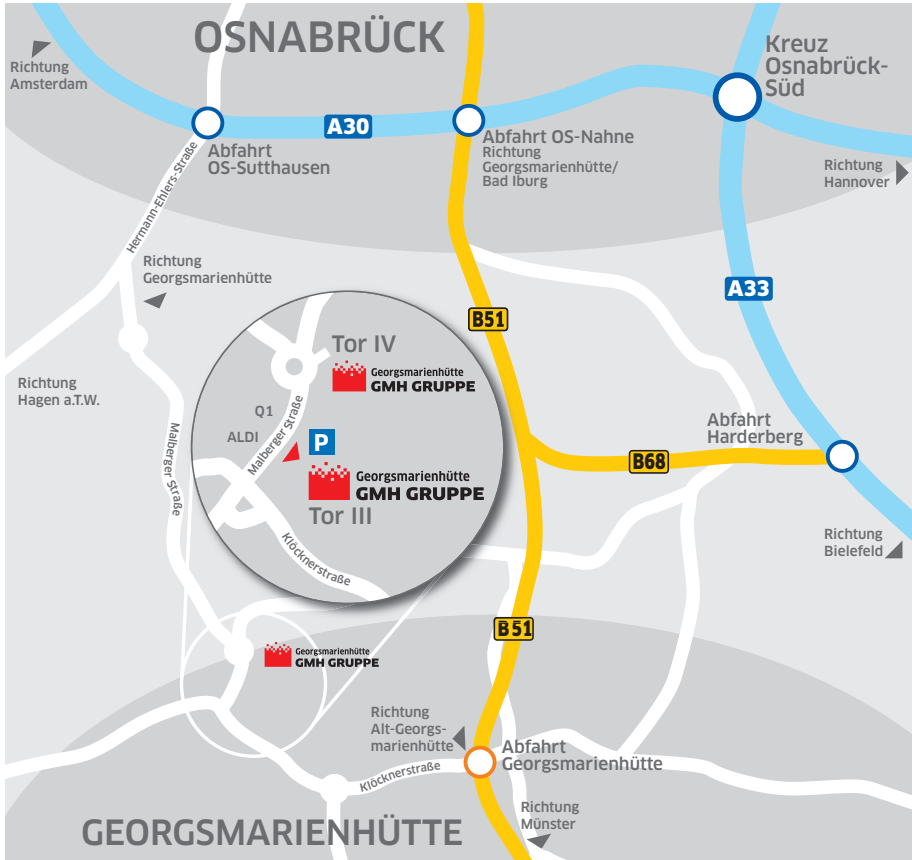 OSNABRÜCK
Kreuz
Osnabrück-
Süd
Richtung
Amsterdam
A30
Abfahrt
OS-Sutthausen
Abfahrt OS-Nahne
Richtung
Georgsmarienhütte/
Bad Iburg
Richtung
Hannover
Hermann-Ehlers-Straße
Richtung
Georgsmarienhütte
A33
B51
Tor IV
Georgsmarienhütte
GMH GRUPPE
Richtung
Hagen a.T.W.
Q1
ALDI
Malberger Straße
P
Malberger Straße
Abfahrt
Harderberg
B68
Georgsmarienhütte
GMH GRUPPE
Tor III
Klöcknerstraße
Richtung
Bielefeld
B51
Georgsmarienhütte
GMH GRUPPE
Richtung
Alt-Georgs-
marienhütte
Abfahrt
Georgsmarienhütte
Klöcknerstraße
Richtung
Münster
GEORGSMARIENHÜTTE